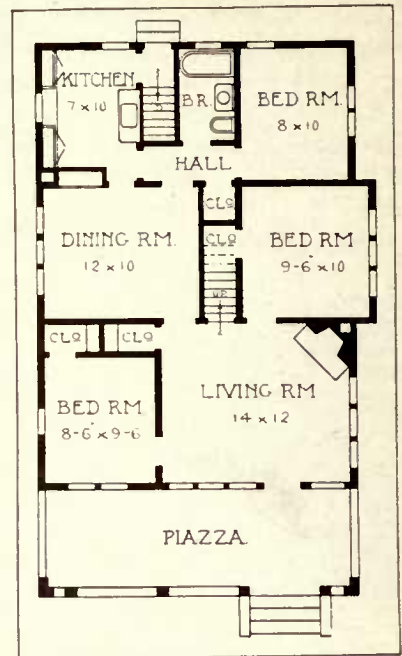 KITCHEN
7 x 10
B.R.
BED RM.
8 x 10
HALL
CLO
DINING RM.
12 x 10
CLO
BED RM
9-6" x 10
UP
CLO
CLO
BED RM
8-6" x 9-6
LIVING RM
14 x 12
PIAZZA